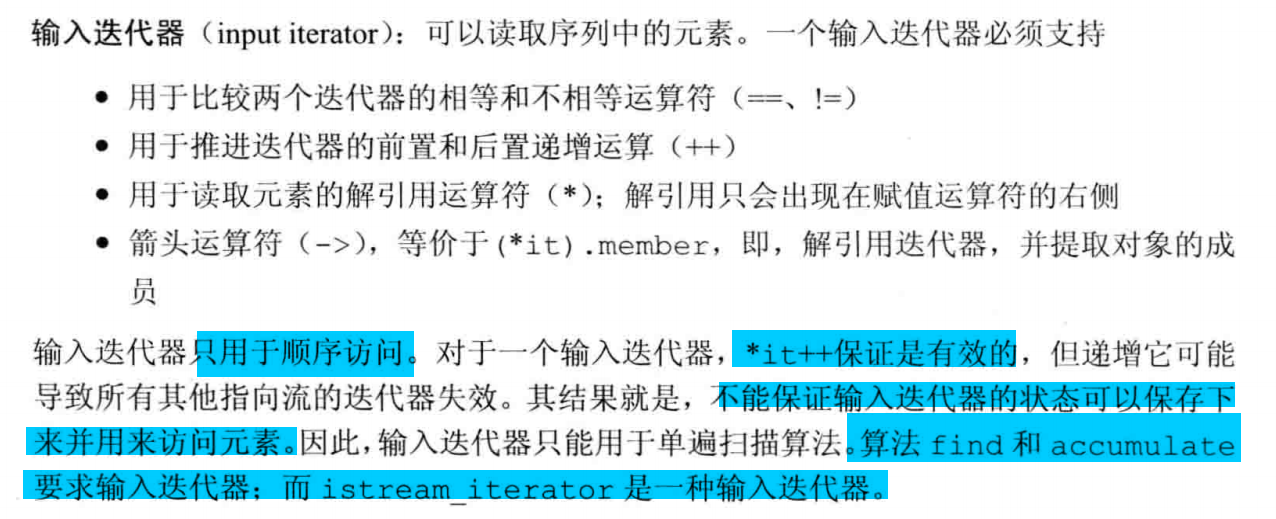 输入迭代器（input iterator）：可以读取序列中的元素。一个输入迭代器必须支持
● 用于比较两个迭代器的相等和不相等运算符（==、!=）
● 用于推进迭代器的前置和后置递增运算（++）
● 用于读取元素的解引用运算符（*）；解引用只会出现在赋值运算符的右侧
● 箭头运算符（->），等价于(*it).member，即，解引用迭代器，并提取对象的成
员
输入迭代器只用于顺序访问。对于一个输入迭代器，*it++保证是有效的，但递增它可能
导致所有其他指向流的迭代器失效。其结果就是，不能保证输入迭代器的状态可以保存下
来并用来访问元素。因此，输入迭代器只能用于单遍扫描算法。算法 find 和 accumulate
要求输入迭代器；而 istream_iterator 是一种输入迭代器。